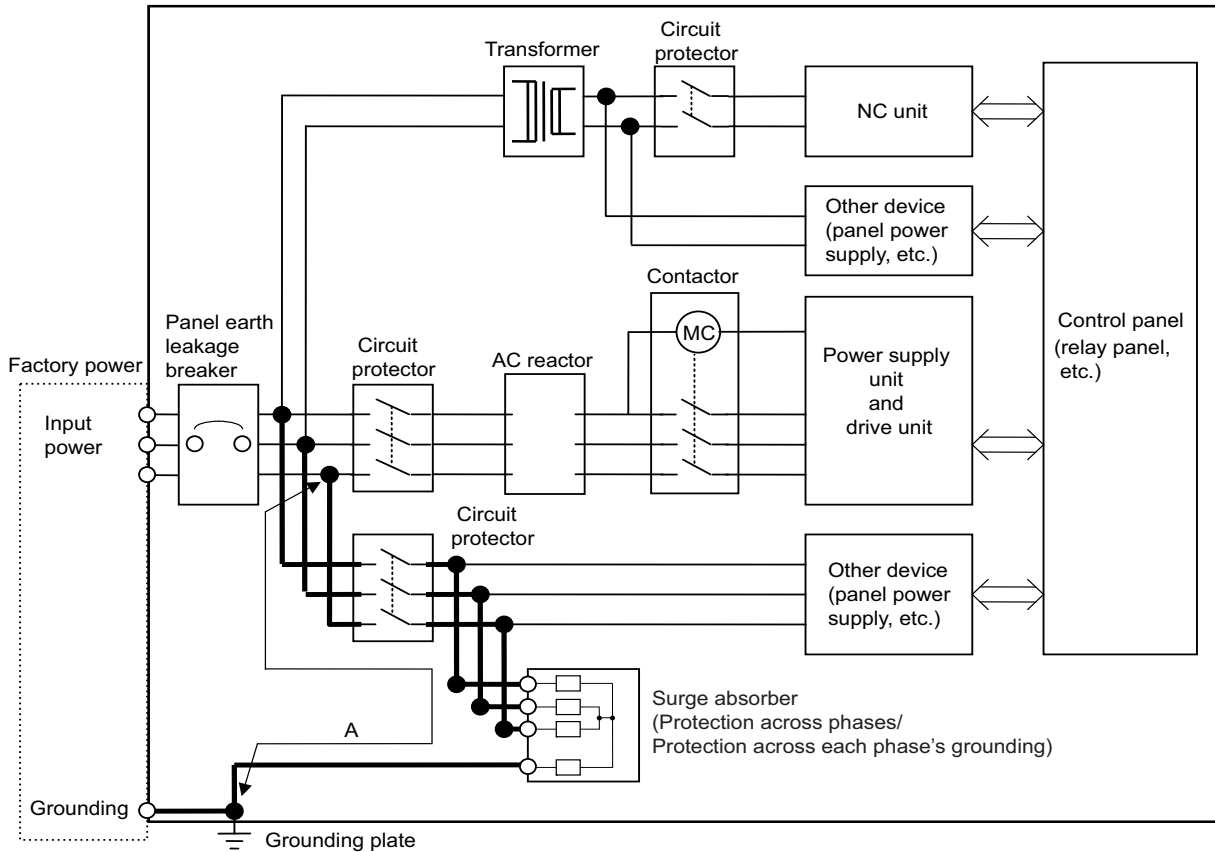 Circuit
protector
Transformer
NC unit
Other device
(panel power
supply, etc.)
Contactor
MC
Control panel
(relay panel,
etc.)
Panel earth
leakage
breaker
Circuit
protector
AC reactor
Power supply
unit
and
drive unit
Factory power
Input
power
Circuit
protector
Other device
(panel power
supply, etc.)
Surge absorber
(Protection across phases/
Protection across each phase's grounding)
A
Grounding
Grounding plate